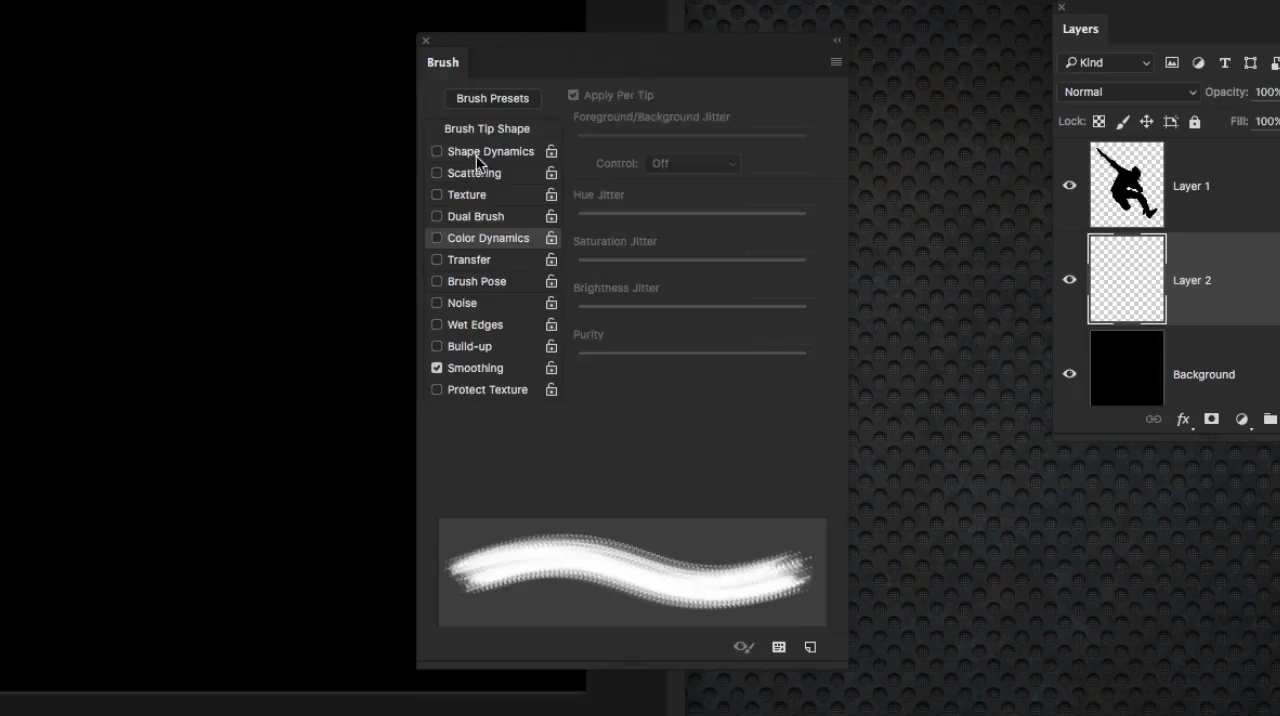 Brush
Brush Presets
Apply Per Tip
Foreground/Background Jitter
Brush Tip Shape
Shape Dynamics
Control: Off
Scattering
Texture
Hue Jitter
Dual Brush
Color Dynamics
Saturation Jitter
Transfer
Brush Pose
Brightness Jitter
Noise
Wet Edges
Purity
Build-up
Smoothing
Protect Texture
Layers
Kind
Normal
Opacity: 100%
Lock:
Fill: 100%
Layer 1
Layer 2
Background
fx